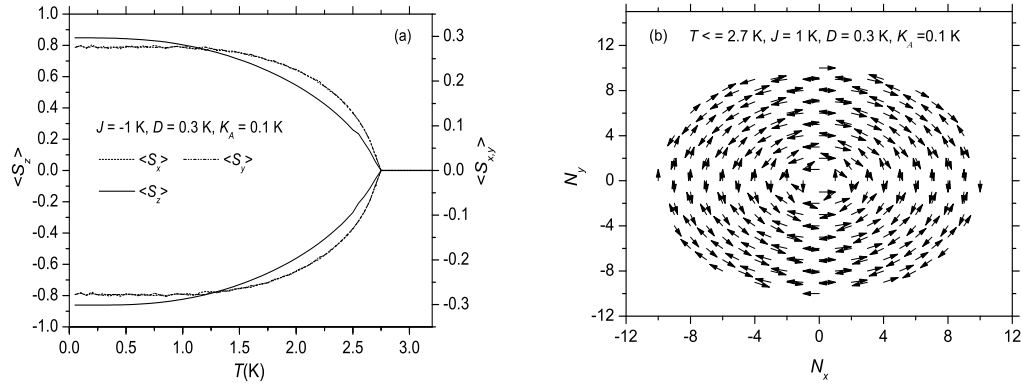 (a)
J = -1 K, D = 0.3 K, K_A = 0.1 K
<S_x> <S_y>
<S_z>
<S_z>
1.0
0.8
0.6
0.4
0.2
0.0
-0.2
-0.4
-0.6
-0.8
-1.0
0.3
0.2
0.1
0.0
-0.1
-0.2
-0.3
<S_x,y>
0.0 0.5 1.0 1.5 2.0 2.5 3.0
T(K)
(b) T < = 2.7 K, J = 1 K, D = 0.3 K, K_A =0.1 K
N_y
12
8
4
0
-4
-8
-12
-12 -8 -4 0 4 8 12
N_x